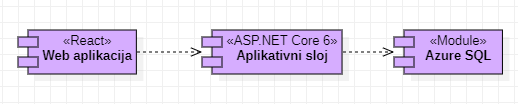 «React»
Web aplikacija
«ASP.NET Core 6»
Aplikativni sloj
«Module»
Azure SQL